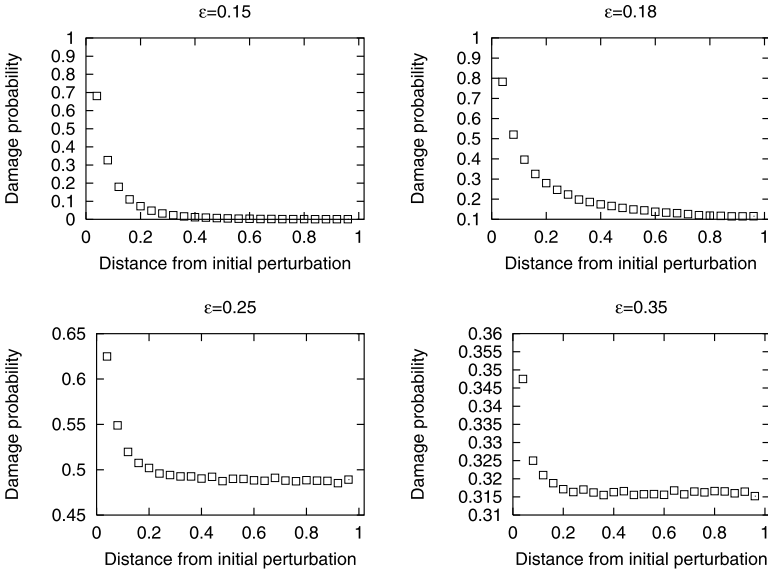 ε=0.15
Damage probability
1
0.9
0.8
0.7
0.6
0.5
0.4
0.3
0.2
0.1
0
0 0.2 0.4 0.6 0.8 1
Distance from initial perturbation
ε=0.18
Damage probability
1
0.9
0.8
0.7
0.6
0.5
0.4
0.3
0.2
0.1
0 0.2 0.4 0.6 0.8 1
Distance from initial perturbation
ε=0.25
Damage probability
0.65
0.6
0.55
0.5
0.45
0 0.2 0.4 0.6 0.8 1
Distance from initial perturbation
ε=0.35
Damage probability
0.36
0.355
0.35
0.345
0.34
0.335
0.33
0.325
0.32
0.315
0.31
0 0.2 0.4 0.6 0.8 1
Distance from initial perturbation